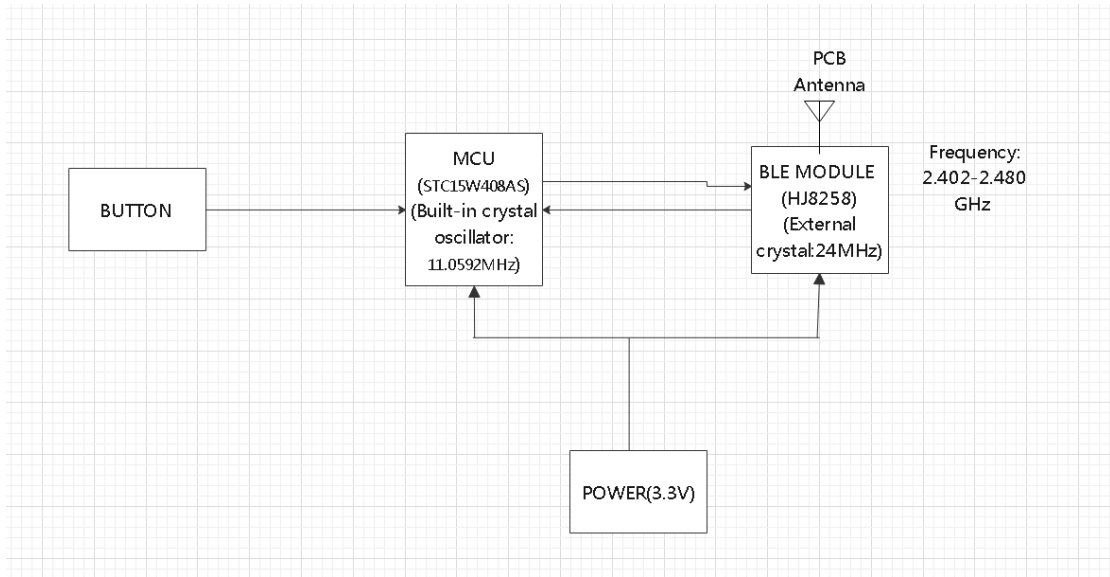 PCB
Antenna
MCU
(STC15W408AS)
(Built-in crystal
oscillator:
11.0592MHz)
BLE MODULE
(HJ8258)
(External
crystal:24MHz)
Frequency:
2.402-2.480
GHz
BUTTON
POWER(3.3V)